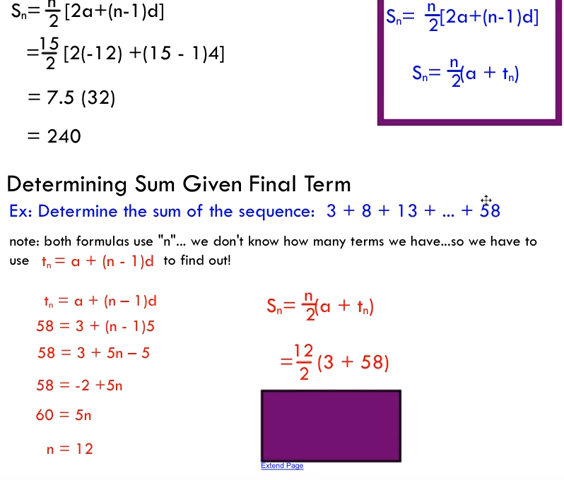 Sn= n/2 [2a+(n-1)d]
= 15/2 [2(-12) +(15 - 1)4]
= 7.5 (32)
= 240
Sn= n/2[2a+(n-1)d]
Sn= n/2(a + tn)
Determining Sum Given Final Term
Ex: Determine the sum of the sequence: 3 + 8 + 13 + ... + 58
note: both formulas use "n"... we don't know how many terms we have...so we have to
use tn= a + (n - 1)d to find out!
tn= a + (n – 1)d
58 = 3 + (n - 1)5
58 = 3 + 5n – 5
58 = -2 +5n
60 = 5n
n = 12
Sn= n/2(a + tn)
= 12/2 (3 + 58)
Extend Page